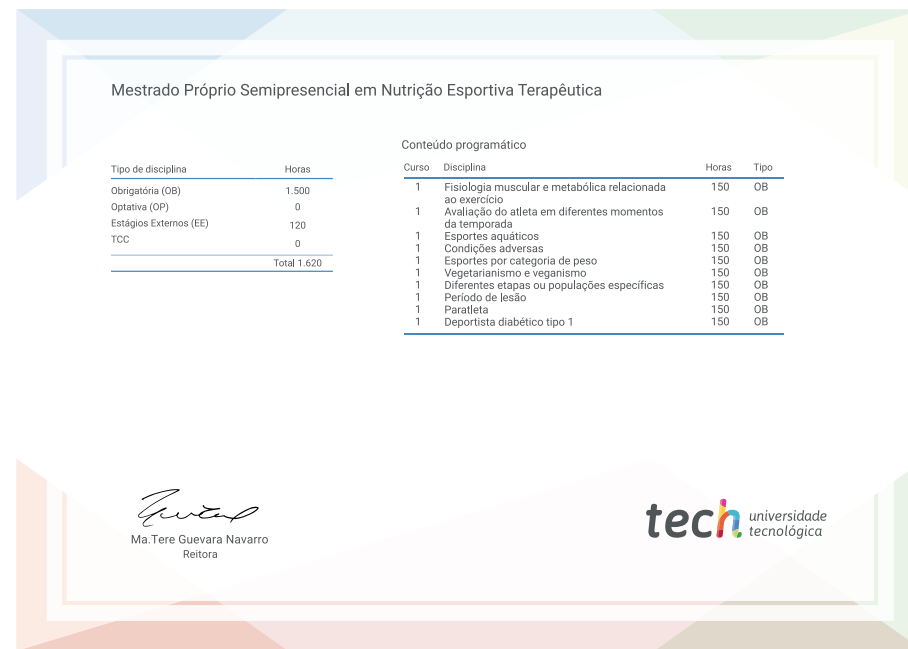 Mestrado Próprio Semipresencial em Nutrição Esportiva Terapêutica
Tipo de disciplina Horas
Obrigatória (OB) 1.500
Optativa (OP) 0
Estágios Externos (EE) 120
TCC 0
Total 1.620
Conteúdo programático
Curso Disciplina Horas Tipo
1 Fisiologia muscular e metabólica relacionada 150 OB
ao exercício
1 Avaliação do atleta em diferentes momentos 150 OB
da temporada
1 Esportes aquáticos 150 OB
1 Condições adversas 150 OB
1 Esportes por categoria de peso 150 OB
1 Vegetarianismo e veganismo 150 OB
1 Diferentes etapas ou populações específicas 150 OB
1 Período de lesão 150 OB
1 Paratleta 150 OB
1 Deportista diabético tipo 1 150 OB
Ma.Tere Guevara Navarro
Reitora
tech universidade
tecnológica